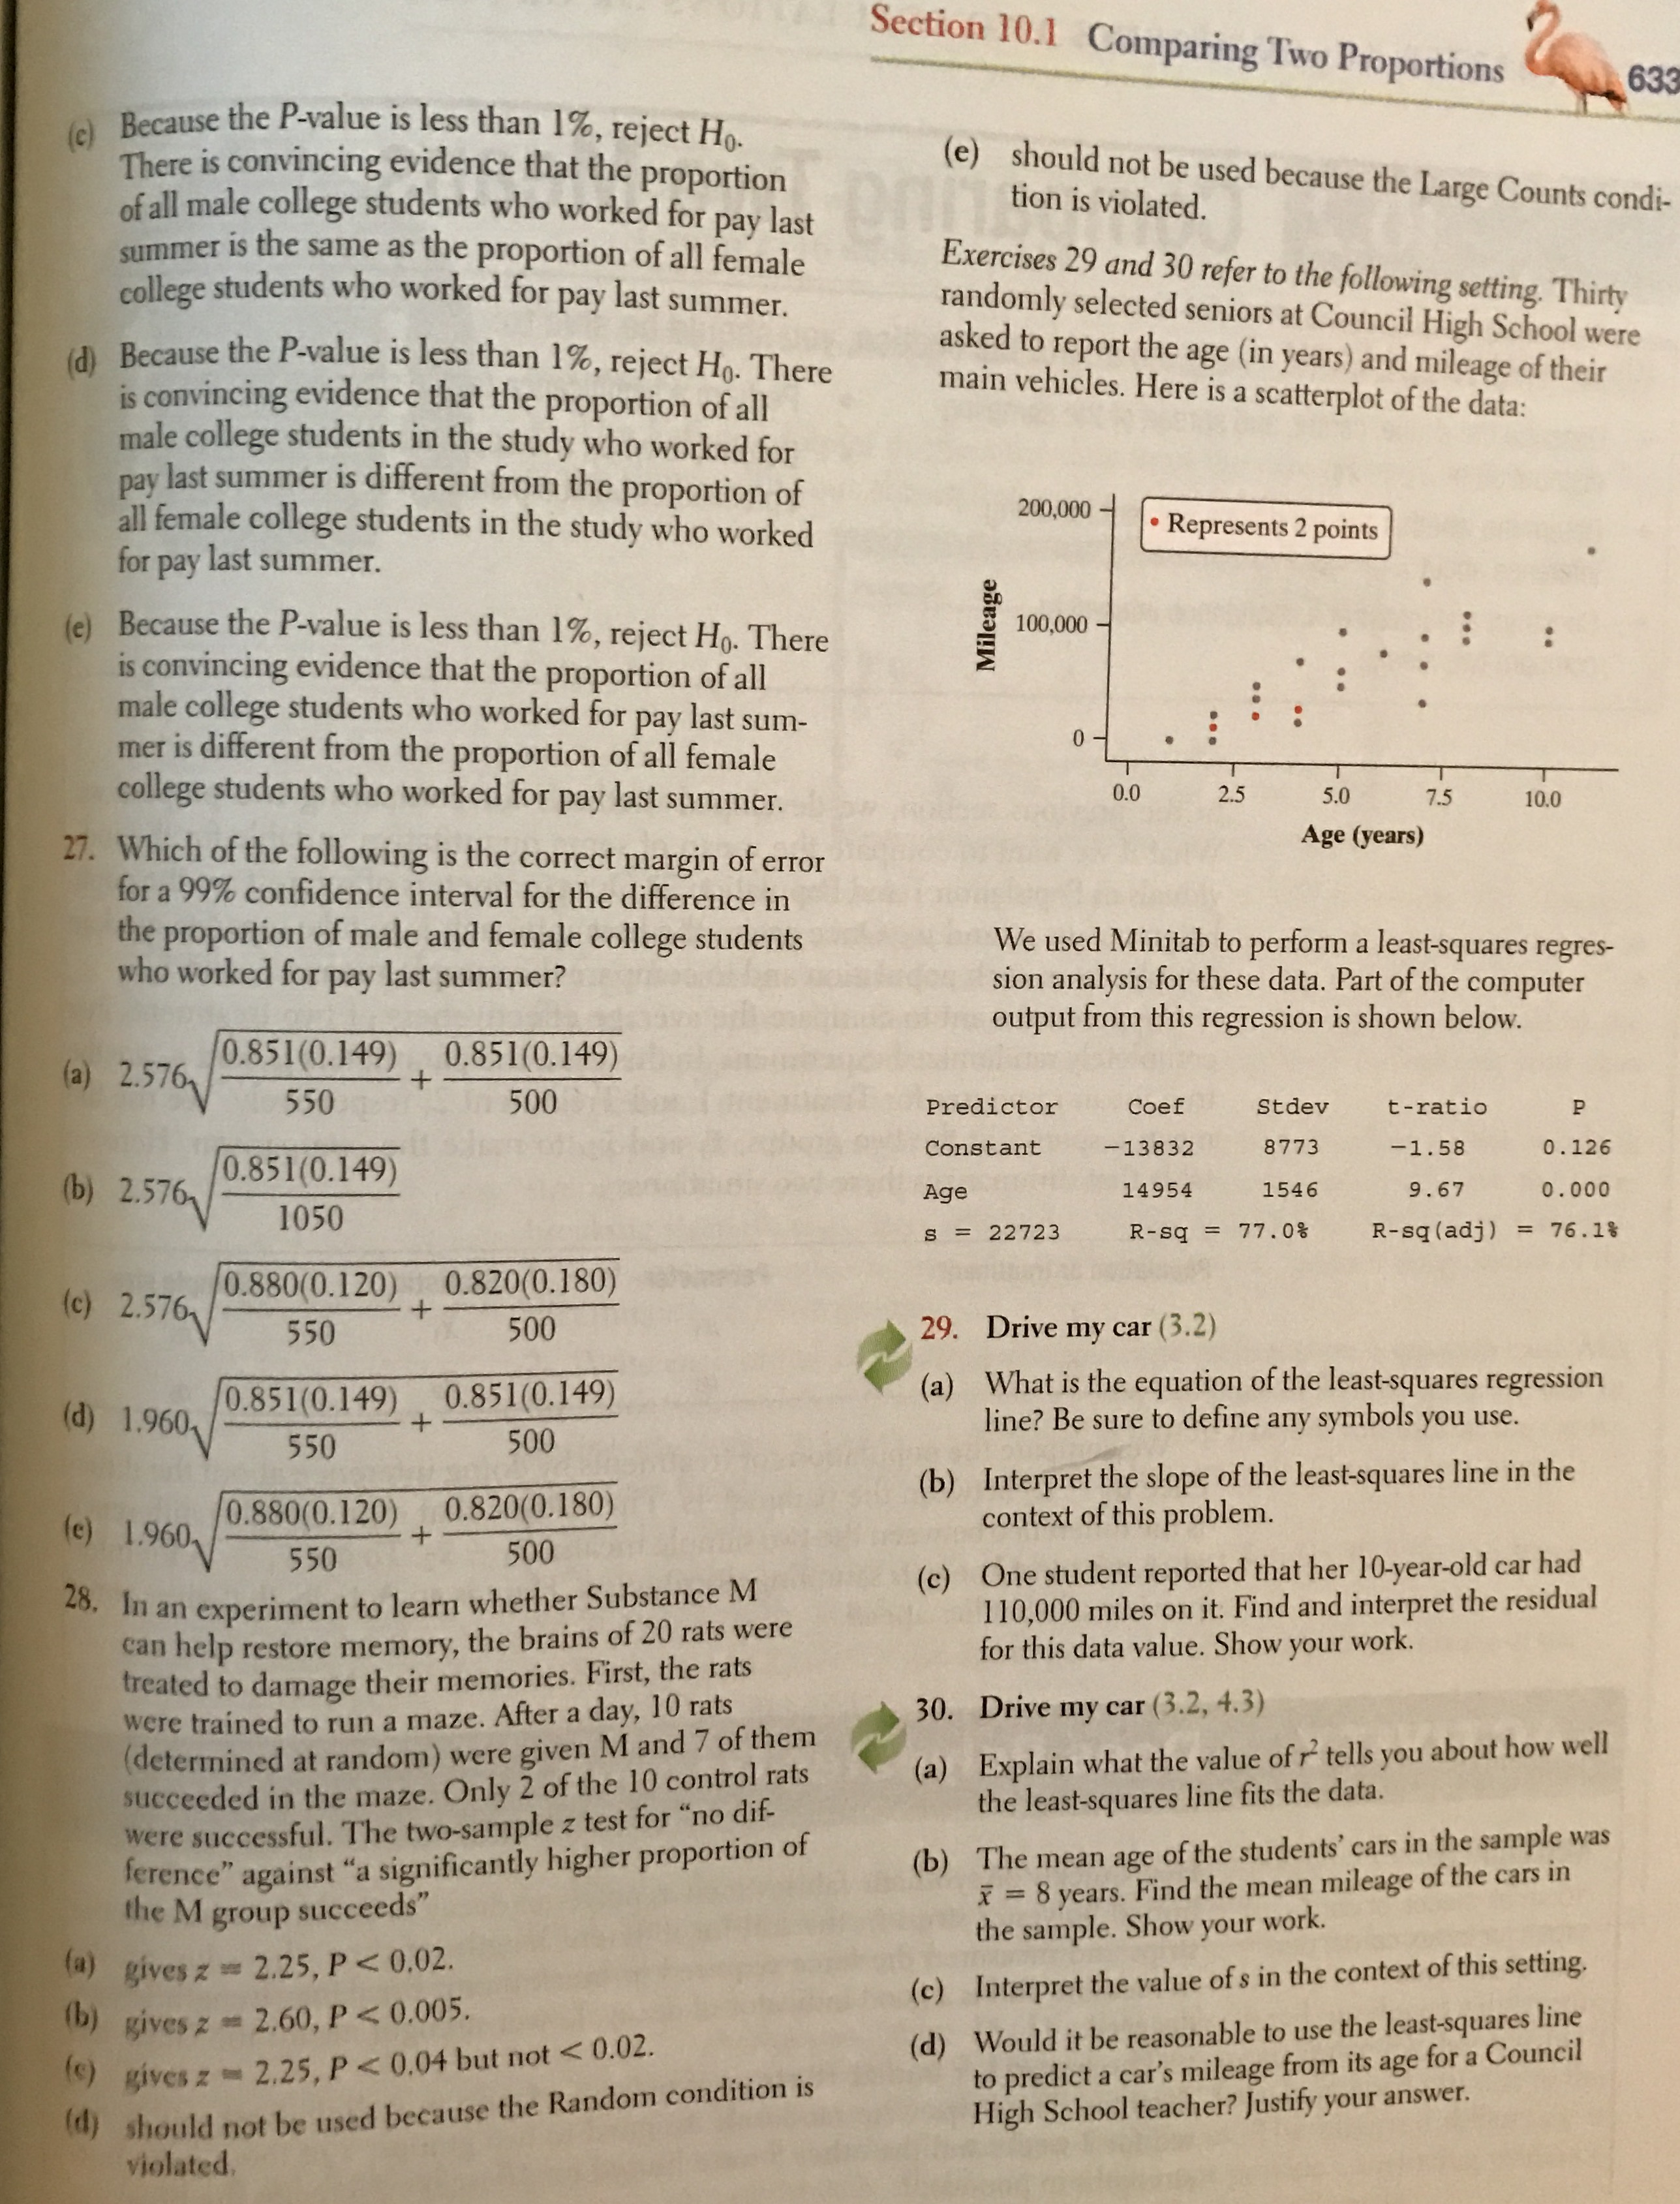 Section 10.1 Comparing Two Proportions 633
(c) Because the P-value is less than 1%, reject H₀.
There is convincing evidence that the proportion
of all male college students who worked for pay last
summer is the same as the proportion of all female
college students who worked for pay last summer.
(d) Because the P-value is less than 1%, reject H₀. There
is convincing evidence that the proportion of all
male college students in the study who worked for
pay last summer is different from the proportion of
all female college students in the study who worked
for pay last summer.
(e) Because the P-value is less than 1%, reject H₀. There
is convincing evidence that the proportion of all
male college students who worked for pay last sum-
mer is different from the proportion of all female
college students who worked for pay last summer.
27. Which of the following is the correct margin of error
for a 99% confidence interval for the difference in
the proportion of male and female college students
who worked for pay last summer?
(a) 2.576√(0.851(0.149)/550 + 0.851(0.149)/500)
(b) 2.576√(0.851(0.149)/1050)
(c) 2.576√(0.880(0.120)/550 + 0.820(0.180)/500)
(d) 1.960√(0.851(0.149)/550 + 0.851(0.149)/500)
(e) 1.960√(0.880(0.120)/550 + 0.820(0.180)/500)
28. In an experiment to learn whether Substance M
can help restore memory, the brains of 20 rats were
treated to damage their memories. First, the rats
were trained to run a maze. After a day, 10 rats
(determined at random) were given M and 7 of them
succeeded in the maze. Only 2 of the 10 control rats
were successful. The two-sample z test for “no dif-
ference” against “a significantly higher proportion of
the M group succeeds”
(a) gives z = 2.25, P < 0.02.
(b) gives z = 2.60, P < 0.005.
(c) gives z = 2.25, P < 0.04 but not < 0.02.
(d) should not be used because the Random condition is
violated.
(e) should not be used because the Large Counts condi-
tion is violated.
Exercises 29 and 30 refer to the following setting. Thirty
randomly selected seniors at Council High School were
asked to report the age (in years) and mileage of their
main vehicles. Here is a scatterplot of the data:
200,000
Represents 2 points
Mileage
100,000
0
0.0 2.5 5.0 7.5 10.0
Age (years)
We used Minitab to perform a least-squares regres-
sion analysis for these data. Part of the computer
output from this regression is shown below.
Predictor Coef Stdev t-ratio P
Constant −13832 8773 −1.58 0.126
Age 14954 1546 9.67 0.000
s = 22723 R-sq = 77.0% R-sq(adj) = 76.1%
29. Drive my car (3.2)
(a) What is the equation of the least-squares regression
line? Be sure to define any symbols you use.
(b) Interpret the slope of the least-squares line in the
context of this problem.
(c) One student reported that her 10-year-old car had
110,000 miles on it. Find and interpret the residual
for this data value. Show your work.
30. Drive my car (3.2, 4.3)
(a) Explain what the value of r² tells you about how well
the least-squares line fits the data.
(b) The mean age of the students’ cars in the sample was
x̄ = 8 years. Find the mean mileage of the cars in
the sample. Show your work.
(c) Interpret the value of s in the context of this setting.
(d) Would it be reasonable to use the least-squares line
to predict a car’s mileage from its age for a Council
High School teacher? Justify your answer.